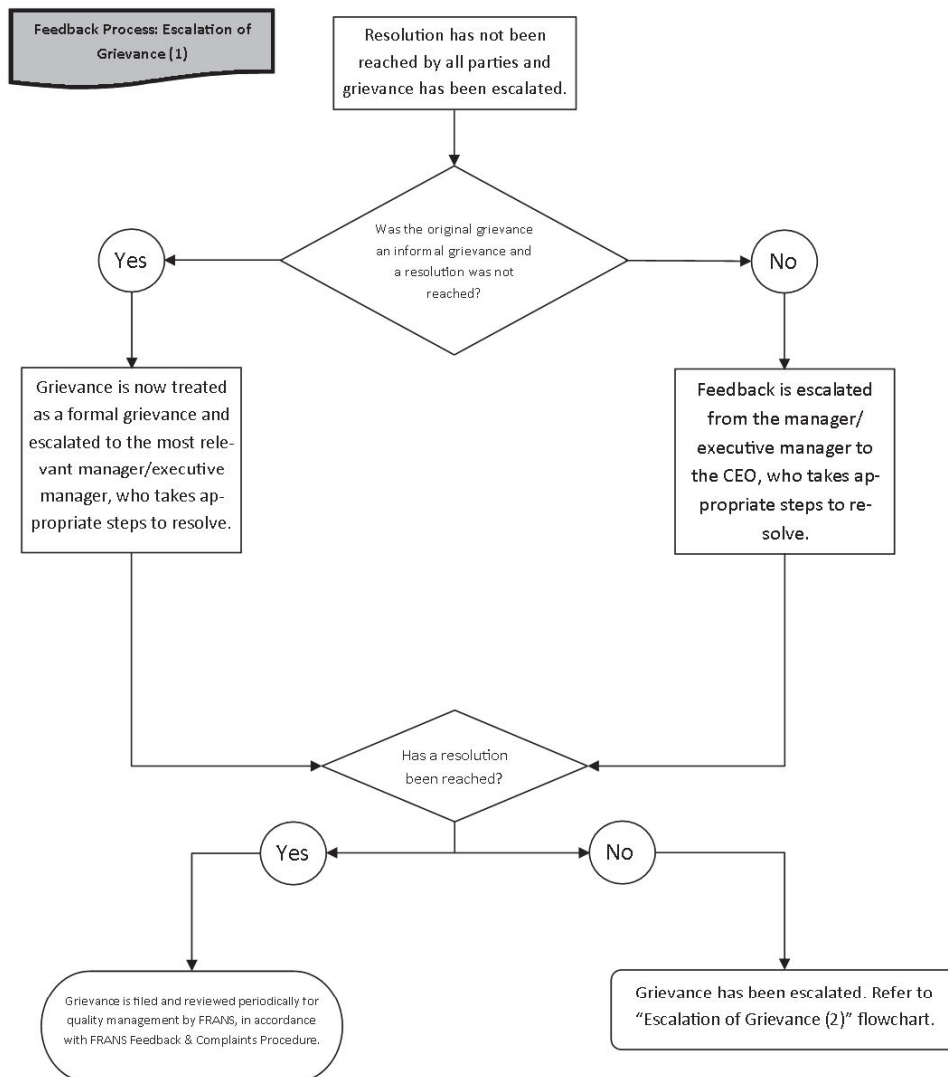 Feedback Process: Escalation of
Grievance (1)
Resolution has not been
reached by all parties and
grievance has been escalated.
Was the original grievance
an informal grievance and
a resolution was not
reached?
Yes
No
Grievance is now treated
as a formal grievance and
escalated to the most rele-
vant manager/executive
manager, who takes ap-
propriate steps to resolve.
Feedback is escalated
from the manager/
executive manager to
the CEO, who takes ap-
propriate steps to re-
solve.
Has a resolution
been reached?
Yes
No
Grievance is filed and reviewed periodically for
quality management by FRANS, in accordance
with FRANS Feedback & Complaints Procedure.
Grievance has been escalated. Refer to
“Escalation of Grievance (2)” flowchart.